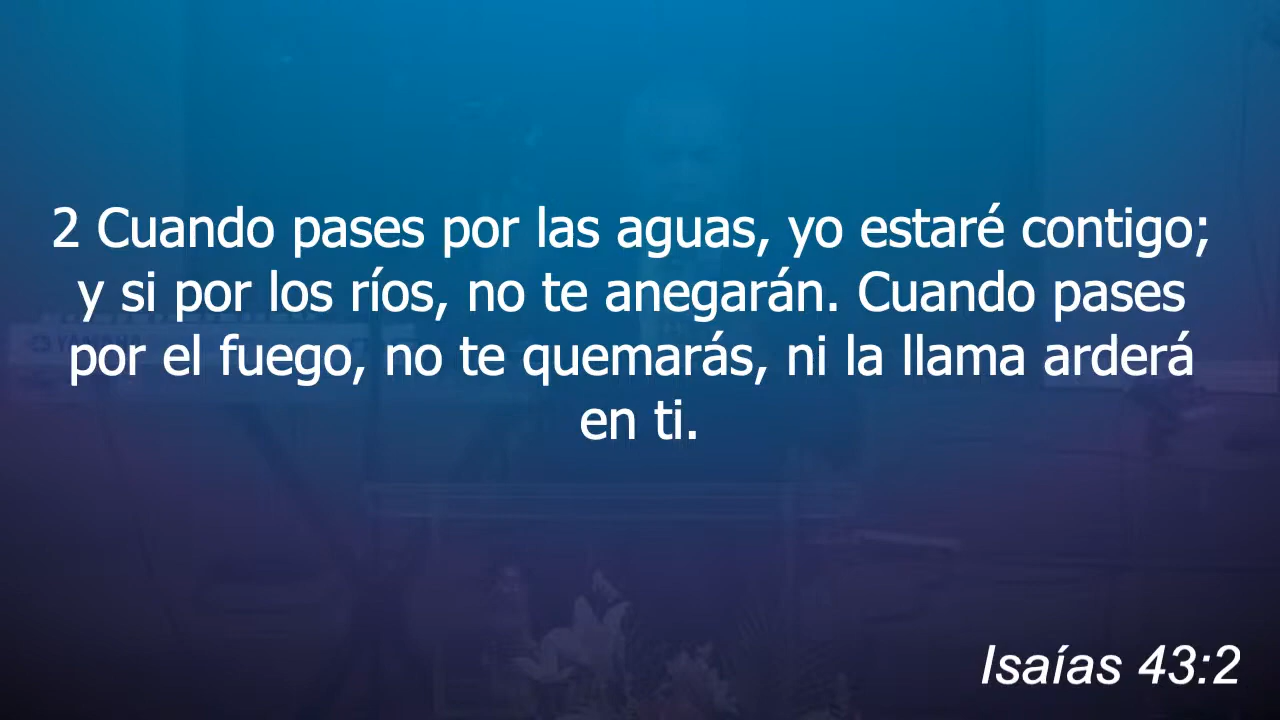 2 Cuando pases por las aguas, yo estaré contigo;
y si por los ríos, no te anegarán. Cuando pases
por el fuego, no te quemarás, ni la llama arderá
en ti.
YAMAHA
Isaías 43:2